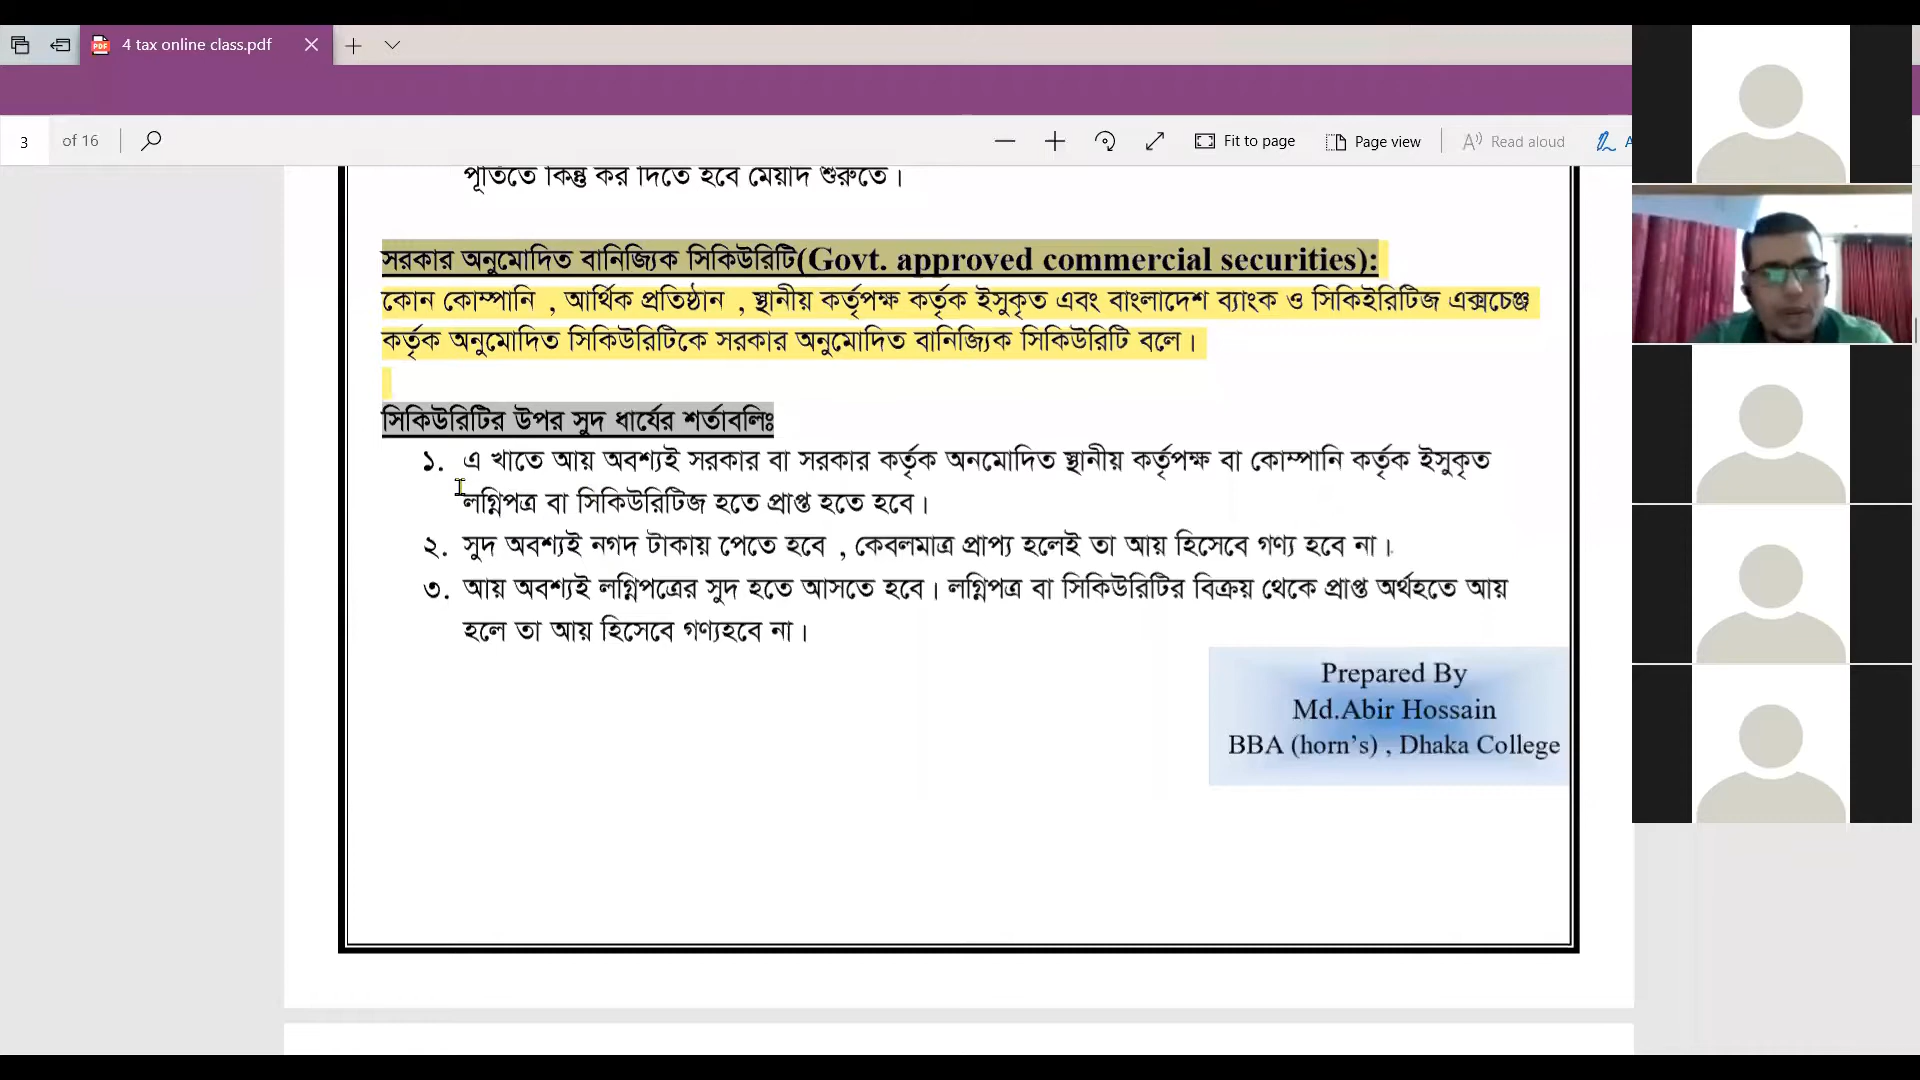 4 tax online class.pdf
3 of 16
Fit to page
Page view
Read aloud
পূর্তিতে কিন্তু কর দিতে হবে মেয়াদ শুরুতে।
সরকার অনুমোদিত বানিজ্যিক সিকিউরিটি(Govt. approved commercial securities):
কোন কোম্পানি , আর্থিক প্রতিষ্ঠান , স্থানীয় কর্তৃপক্ষ কর্তৃক ইসুকৃত এবং বাংলাদেশ ব্যাংক ও সিকিইরিটিজ এক্সচেঞ্জ
কর্তৃক অনুমোদিত সিকিউরিটিকে সরকার অনুমোদিত বানিজ্যিক সিকিউরিটি বলে।
সিকিউরিটির উপর সুদ ধার্যের শর্তাবলিঃ
১. এ খাতে আয় অবশ্যই সরকার বা সরকার কর্তৃক অনমোদিত স্থানীয় কর্তৃপক্ষ বা কোম্পানি কর্তৃক ইসুকৃত
লগ্নিপত্র বা সিকিউরিটিজ হতে প্রাপ্ত হতে হবে।
২. সুদ অবশ্যই নগদ টাকায় পেতে হবে , কেবলমাত্র প্রাপ্য হলেই তা আয় হিসেবে গণ্য হবে না।
৩. আয় অবশ্যই লগ্নিপত্রের সুদ হতে আসতে হবে। লগ্নিপত্র বা সিকিউরিটির বিক্রয় থেকে প্রাপ্ত অর্থহতে আয়
হলে তা আয় হিসেবে গণ্যহবে না।
Prepared By
Md.Abir Hossain
BBA (horn’s) , Dhaka College